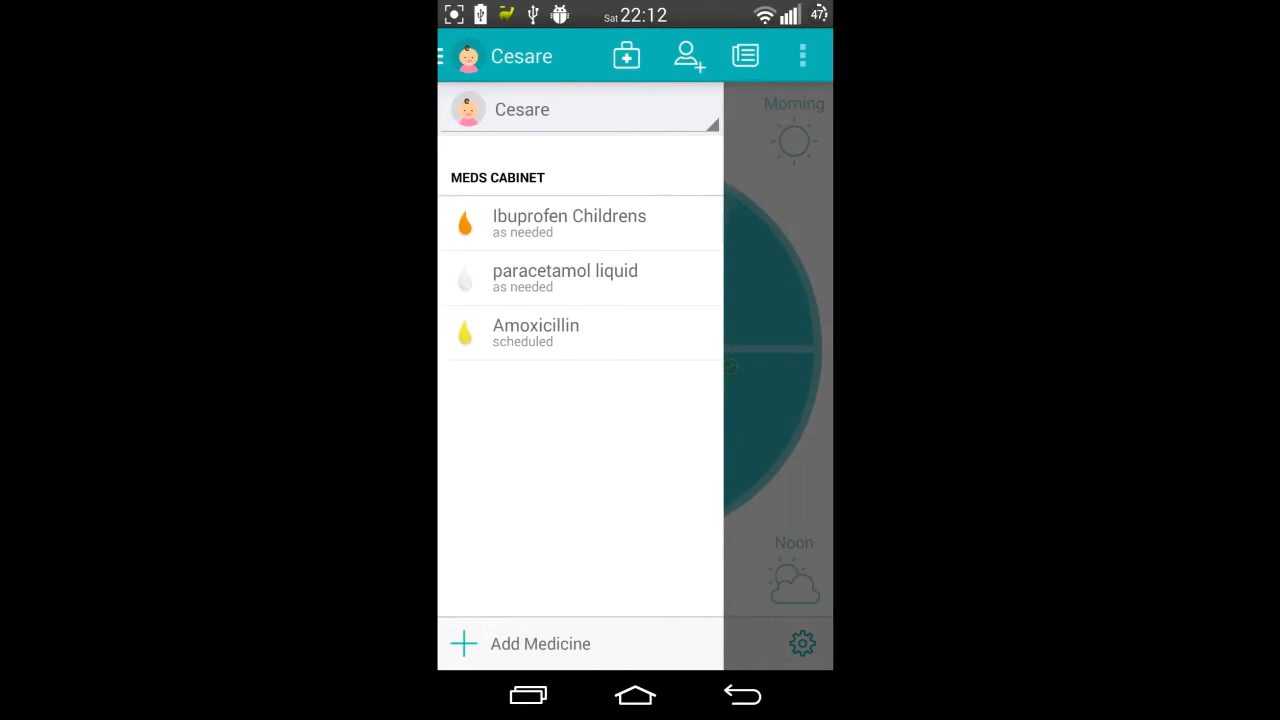 Sat 22:12 47
Cesare
Cesare
Morning
MEDS CABINET
Ibuprofen Childrens
as needed
paracetamol liquid
as needed
Amoxicillin
scheduled
Noon
Add Medicine